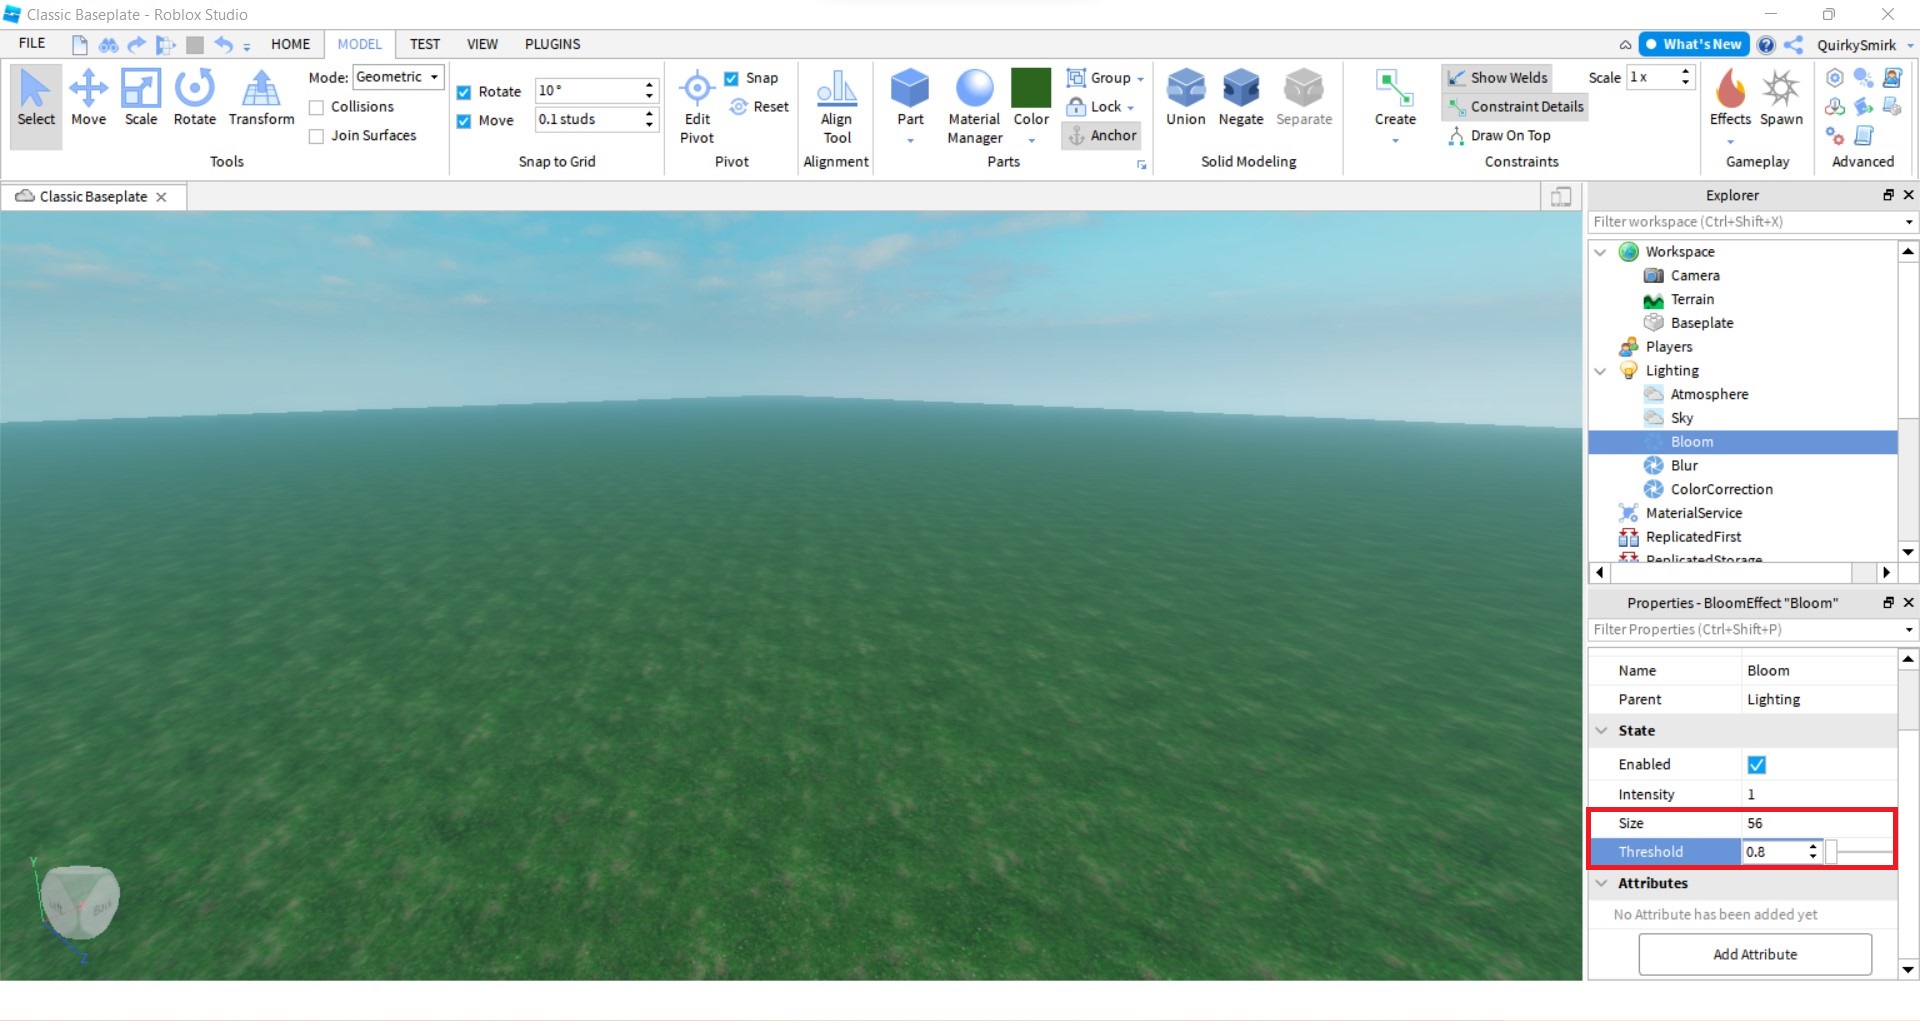 Classic Baseplate - Roblox Studio
FILE HOME MODEL TEST VIEW PLUGINS What's New QuirkySmirk
Select Move Scale Rotate Transform
Mode: Geometric
Collisions
Join Surfaces
Tools
Rotate 10°
Move 0.1 studs
Snap to Grid
Edit Pivot
Snap
Reset
Pivot
Align Tool
Alignment
Part
Material Manager
Color
Group
Lock
Anchor
Parts
Union Negate Separate
Solid Modeling
Create
Show Welds
Scale 1 x
Constraint Details
Draw On Top
Constraints
Effects Spawn
Gameplay
Advanced
Classic Baseplate
Explorer
Filter workspace (Ctrl+Shift+X)
Workspace
Camera
Terrain
Baseplate
Players
Lighting
Atmosphere
Sky
Bloom
Blur
ColorCorrection
MaterialService
ReplicatedFirst
ReplicatedStorage
Properties - BloomEffect "Bloom"
Filter Properties (Ctrl+Shift+P)
Name Bloom
Parent Lighting
State
Enabled
Intensity 1
Size 56
Threshold 0.8
Attributes
No Attribute has been added yet
Add Attribute
Y
Back
Z